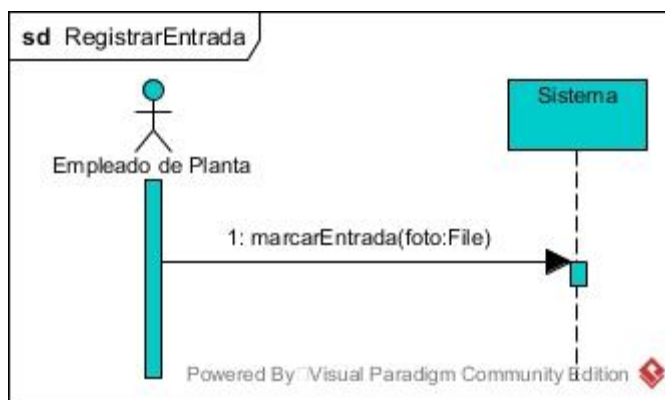 sd RegistrarEntrada
Sistema
Empleado de Planta
1: marcarEntrada(foto:File)
Powered By Visual Paradigm Community Edition